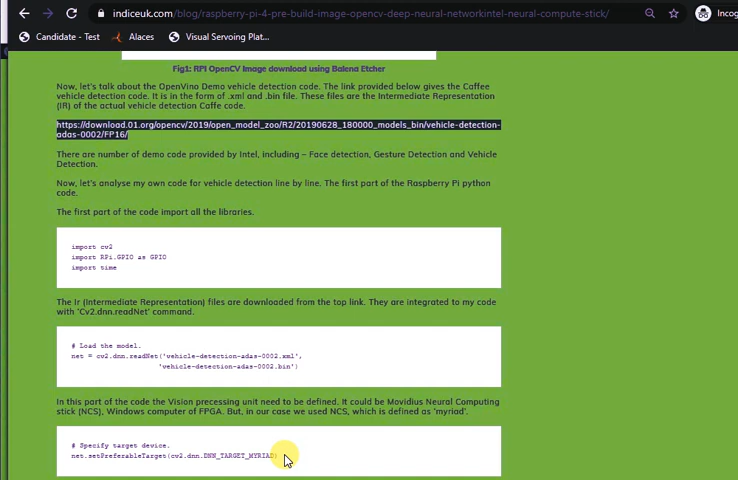 indiceuk.com/blog/raspberry-pi-4-pre-build-image-opencv-deep-neural-networkintel-neural-compute-stick/
Incog
Candidate - Test
Alaces
Visual Servoing Plat...
Fig1: RPI OpenCV Image download using Balena Etcher
Now, let's talk about the OpenVino Demo vehicle detection code. The link provided below gives the Caffee
vehicle detection code. It is in the form of .xml and .bin file. These files are the Intermediate Representation
(IR) of the actual vehicle detection Caffe code.
https://download.01.org/opencv/2019/open_model_zoo/R2/20190628_180000_models_bin/vehicle-detection-
adas-0002/FP16/
There are number of demo code provided by Intel, including – Face detection, Gesture Detection and Vehicle
Detection.
Now, let's analyse my own code for vehicle detection line by line. The first part of the Raspberry Pi python
code.
The first part of the code import all the libraries.
import cv2
import RPi.GPIO as GPIO
import time
The Ir (Intermediate Representation) files are downloaded from the top link. They are integrated to my code
with 'Cv2.dnn.readNet' command.
# Load the model.
net = cv2.dnn.readNet('vehicle-detection-adas-0002.xml',
'vehicle-detection-adas-0002.bin')
In this part of the code the Vision precessing unit need to be defined. It could be Movidius Neural Computing
stick (NCS), Windows computer of FPGA. But, in our case we used NCS, which is defined as 'myriad'.
# Specify target device.
net.setPreferableTarget(cv2.dnn.DNN_TARGET_MYRIAD)